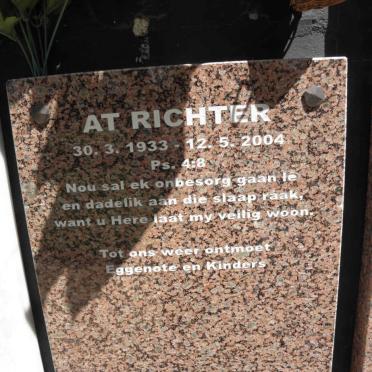 AT RICHTER
30. 3. 1933 - 12. 5. 2004
Ps. 4:8
Nou sal ek onbesorg gaan lê
en dadelik aan die slaap raak,
want u Here laat my veilig woon.
Tot ons weer ontmoet
Eggenote en Kinders